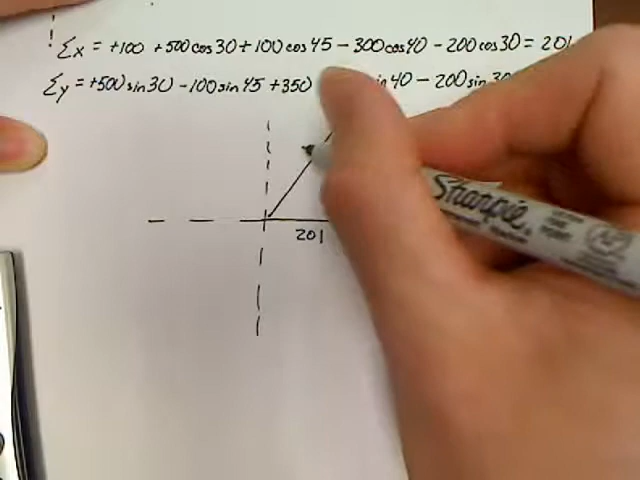 Σx = +100 +500cos30+100cos45-300cos40-200cos30= 201
Σy = +500sin30 -100sin45 +350 in40 - 200sin30
201
Sharpie